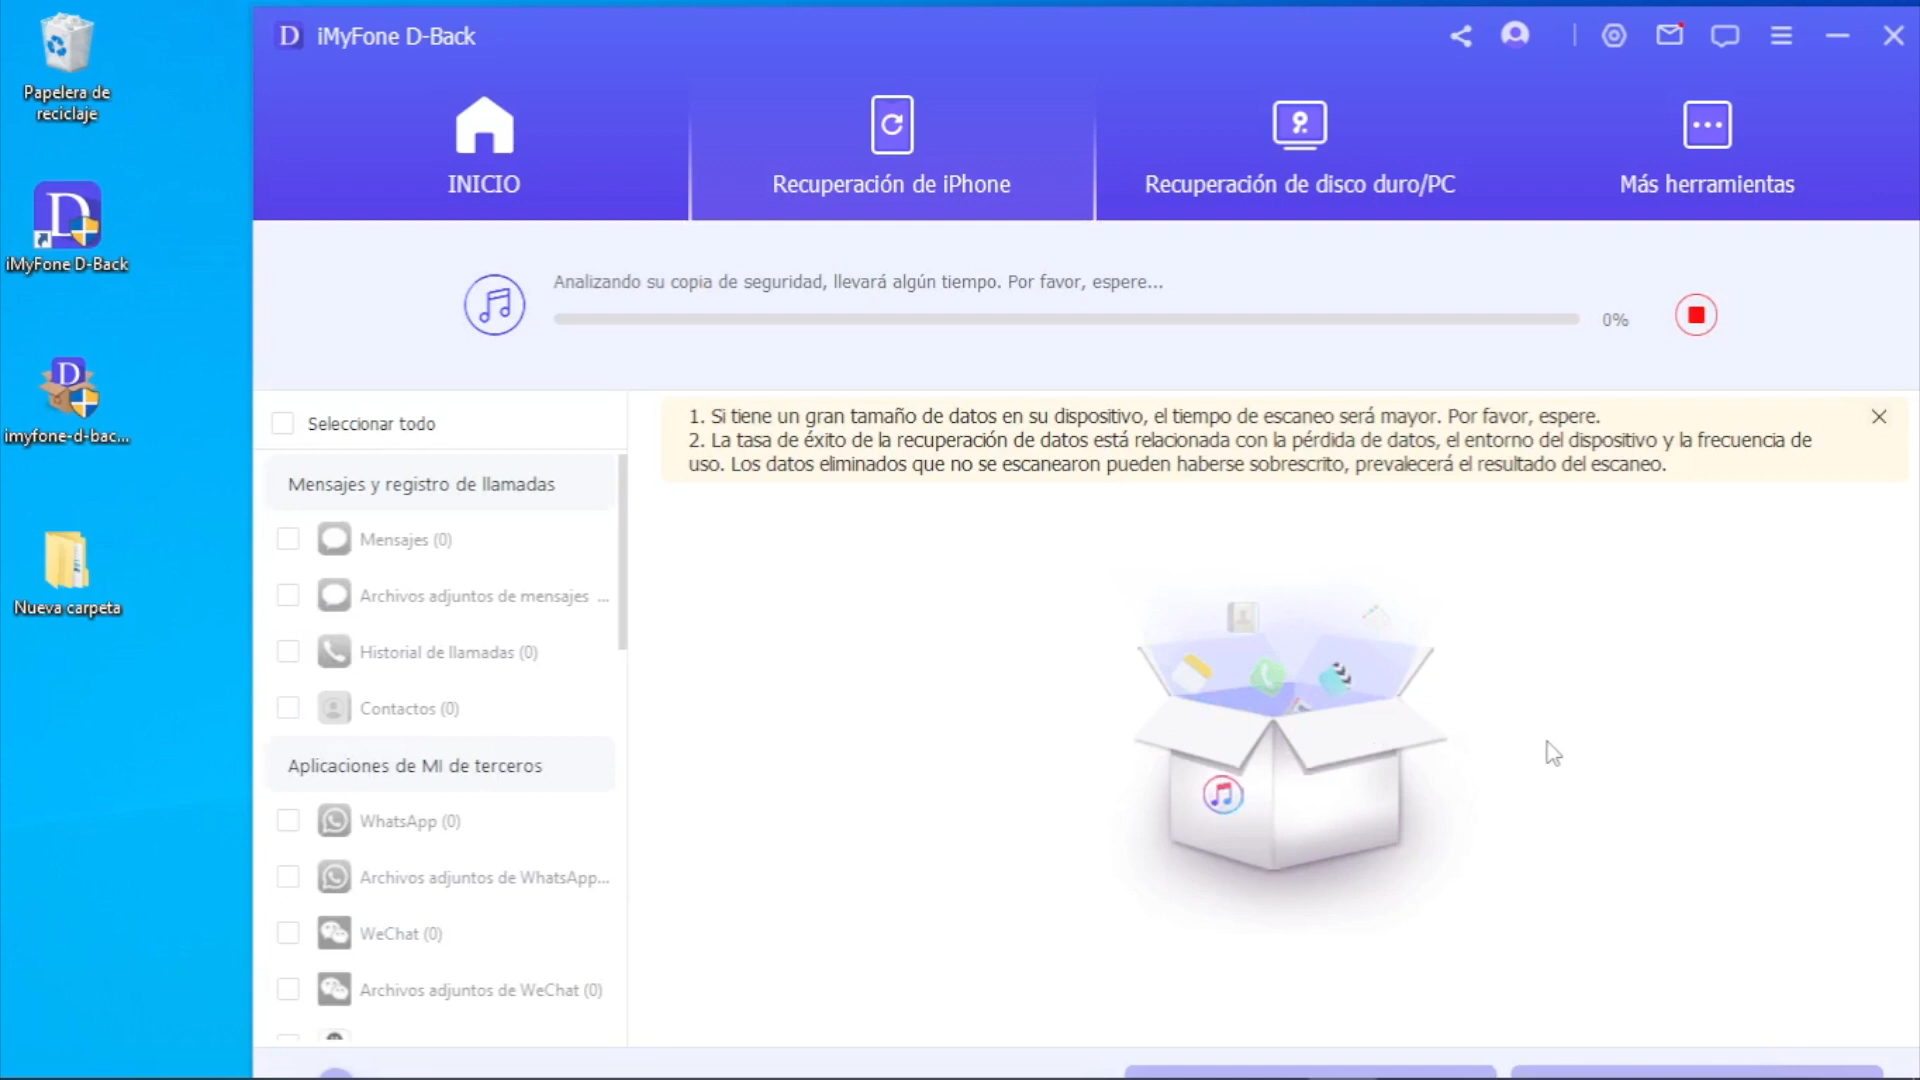 Papelera de
reciclaje
iMyFone D-Back
imyfone-d-bac...
Nueva carpeta
D iMyFone D-Back
INICIO
Recuperación de iPhone
Recuperación de disco duro/PC
Más herramientas
Analizando su copia de seguridad, llevará algún tiempo. Por favor, espere...
0%
Seleccionar todo
1. Si tiene un gran tamaño de datos en su dispositivo, el tiempo de escaneo será mayor. Por favor, espere.
2. La tasa de éxito de la recuperación de datos está relacionada con la pérdida de datos, el entorno del dispositivo y la frecuencia de
uso. Los datos eliminados que no se escanearon pueden haberse sobrescrito, prevalecerá el resultado del escaneo.
Mensajes y registro de llamadas
Mensajes (0)
Archivos adjuntos de mensajes ...
Historial de llamadas (0)
Contactos (0)
Aplicaciones de MI de terceros
WhatsApp (0)
Archivos adjuntos de WhatsApp...
WeChat (0)
Archivos adjuntos de WeChat (0)